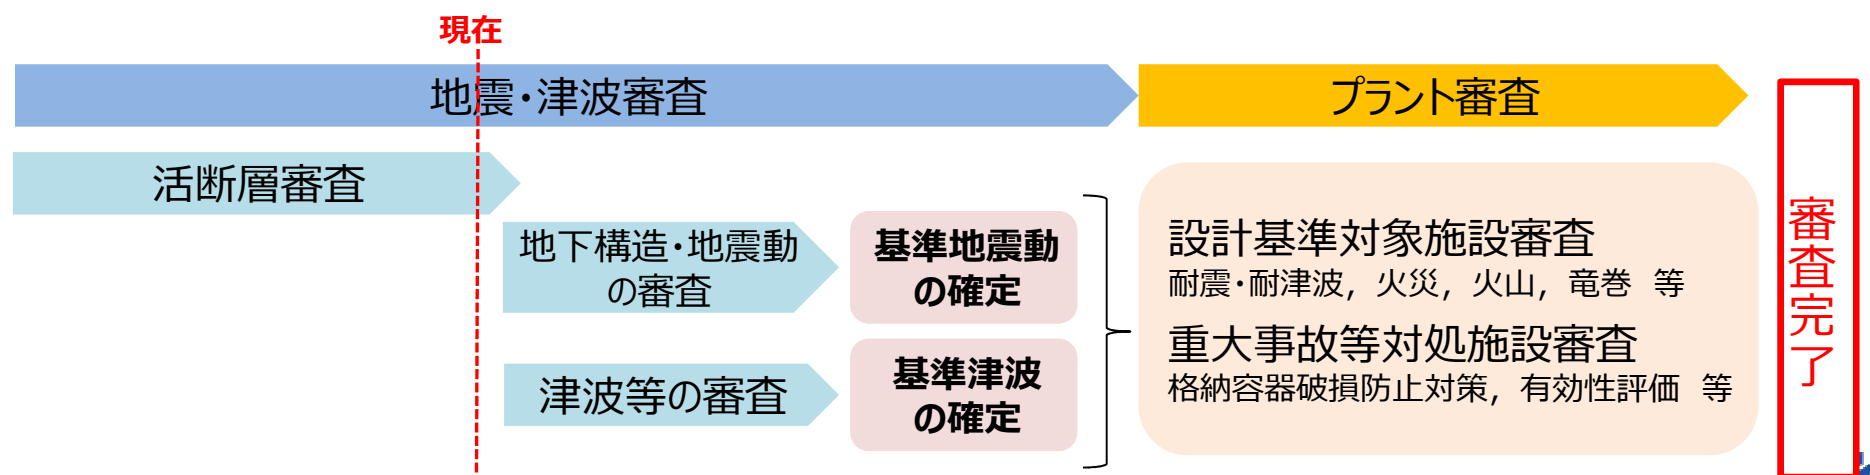 現在
地震・津波審査
プラント審査
活断層審査
地下構造・地震動
の審査
基準地震動
の確定
津波等の審査
基準津波
の確定
設計基準対象施設審査
耐震・耐津波，火災，火山，竜巻　等
重大事故等対処施設審査
格納容器破損防止対策，有効性評価　等
審査完了